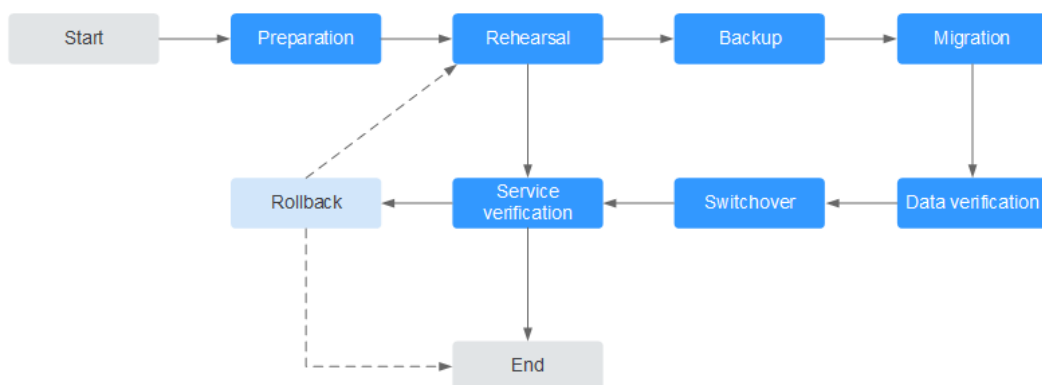 Start
Preparation
Rehearsal
Backup
Migration
Rollback
Service
verification
Switchover
Data verification
End